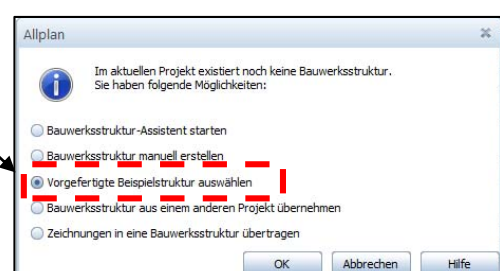 Allplan
Im aktuellen Projekt existiert noch keine Bauwerksstruktur.
Sie haben folgende Möglichkeiten:
Bauwerksstruktur-Assistent starten
Bauwerksstruktur manuell erstellen
Vorgefertigte Beispielstruktur auswählen
Bauwerksstruktur aus einem anderen Projekt übernehmen
Zeichnungen in eine Bauwerksstruktur übertragen
OK Abbrechen Hilfe